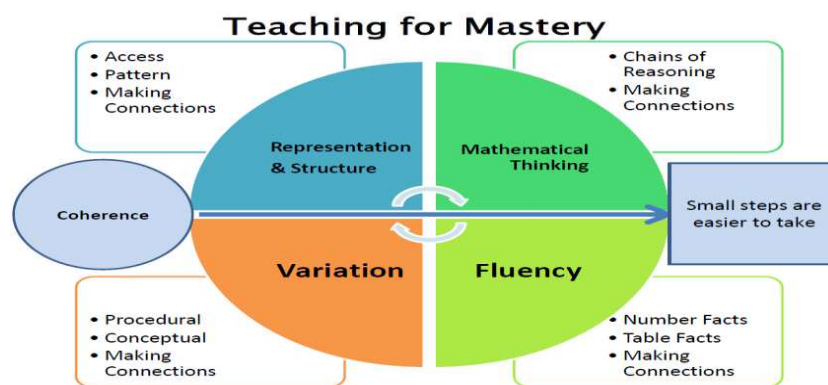 Teaching for Mastery
• Access
• Pattern
• Making
Connections
• Chains of
Reasoning
• Making
Connections
Representation
& Structure
Mathematical
Thinking
Coherence
Small steps are
easier to take
Variation
Fluency
• Procedural
• Conceptual
• Making
Connections
• Number Facts
• Table Facts
• Making
Connections